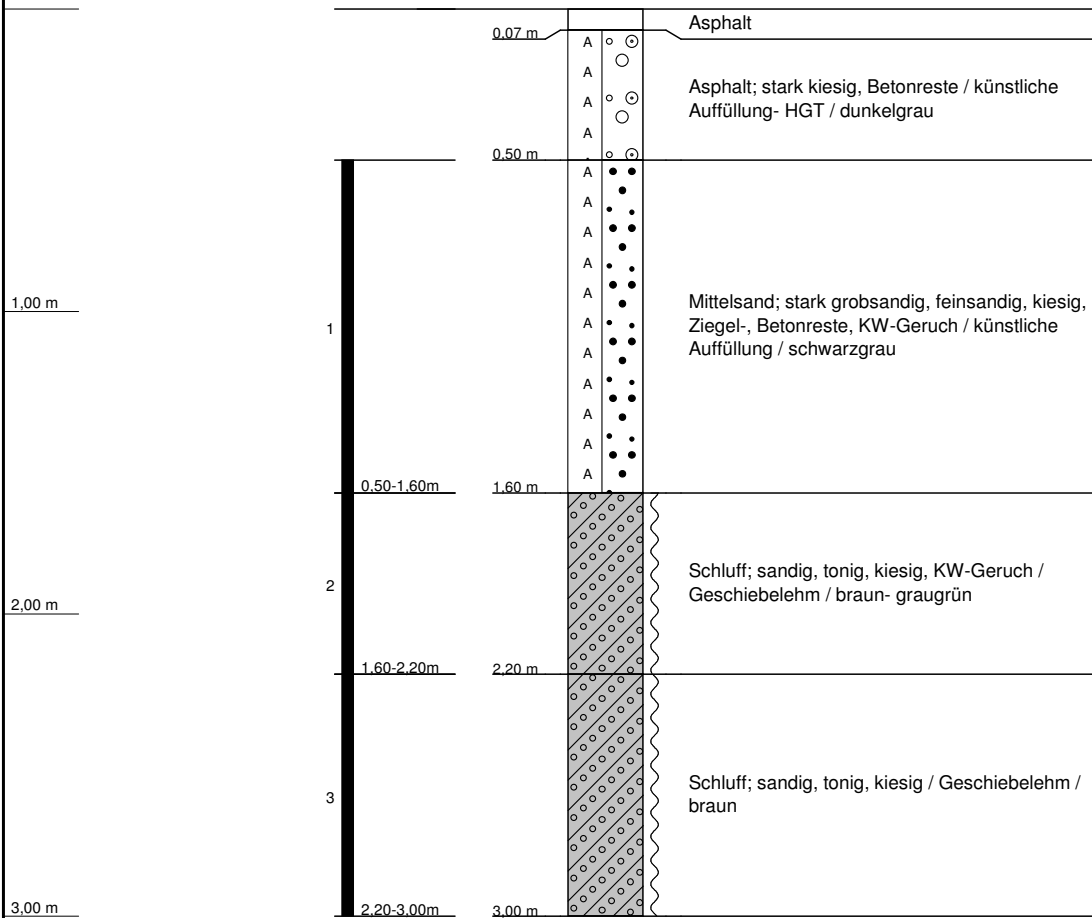 Asphalt
0,07 m
A
A
Asphalt; stark kiesig, Betonreste / künstliche
Auffüllung- HGT / dunkelgrau
A
A
0,50 m
A
A
A
A
1,00 m
1
A
Mittelsand; stark grobsandig, feinsandig, kiesig,
Ziegel-, Betonreste, KW-Geruch / künstliche
Auffüllung / schwarzgrau
A
A
A
A
A
A
0,50-1,60m
1,60 m
2
Schluff; sandig, tonig, kiesig, KW-Geruch /
Geschiebelehm / braun- graugrün
2,00 m
1,60-2,20m
2,20 m
3
Schluff; sandig, tonig, kiesig / Geschiebelehm /
braun
3,00 m
2,20-3,00m
3,00 m